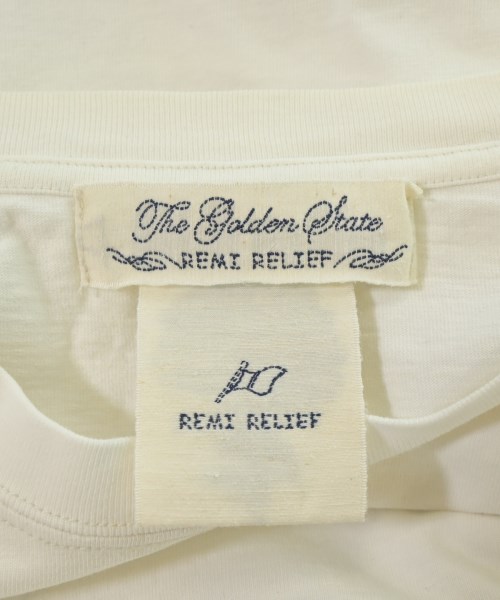 The Golden State
REMI RELIEF
REMI RELIEF